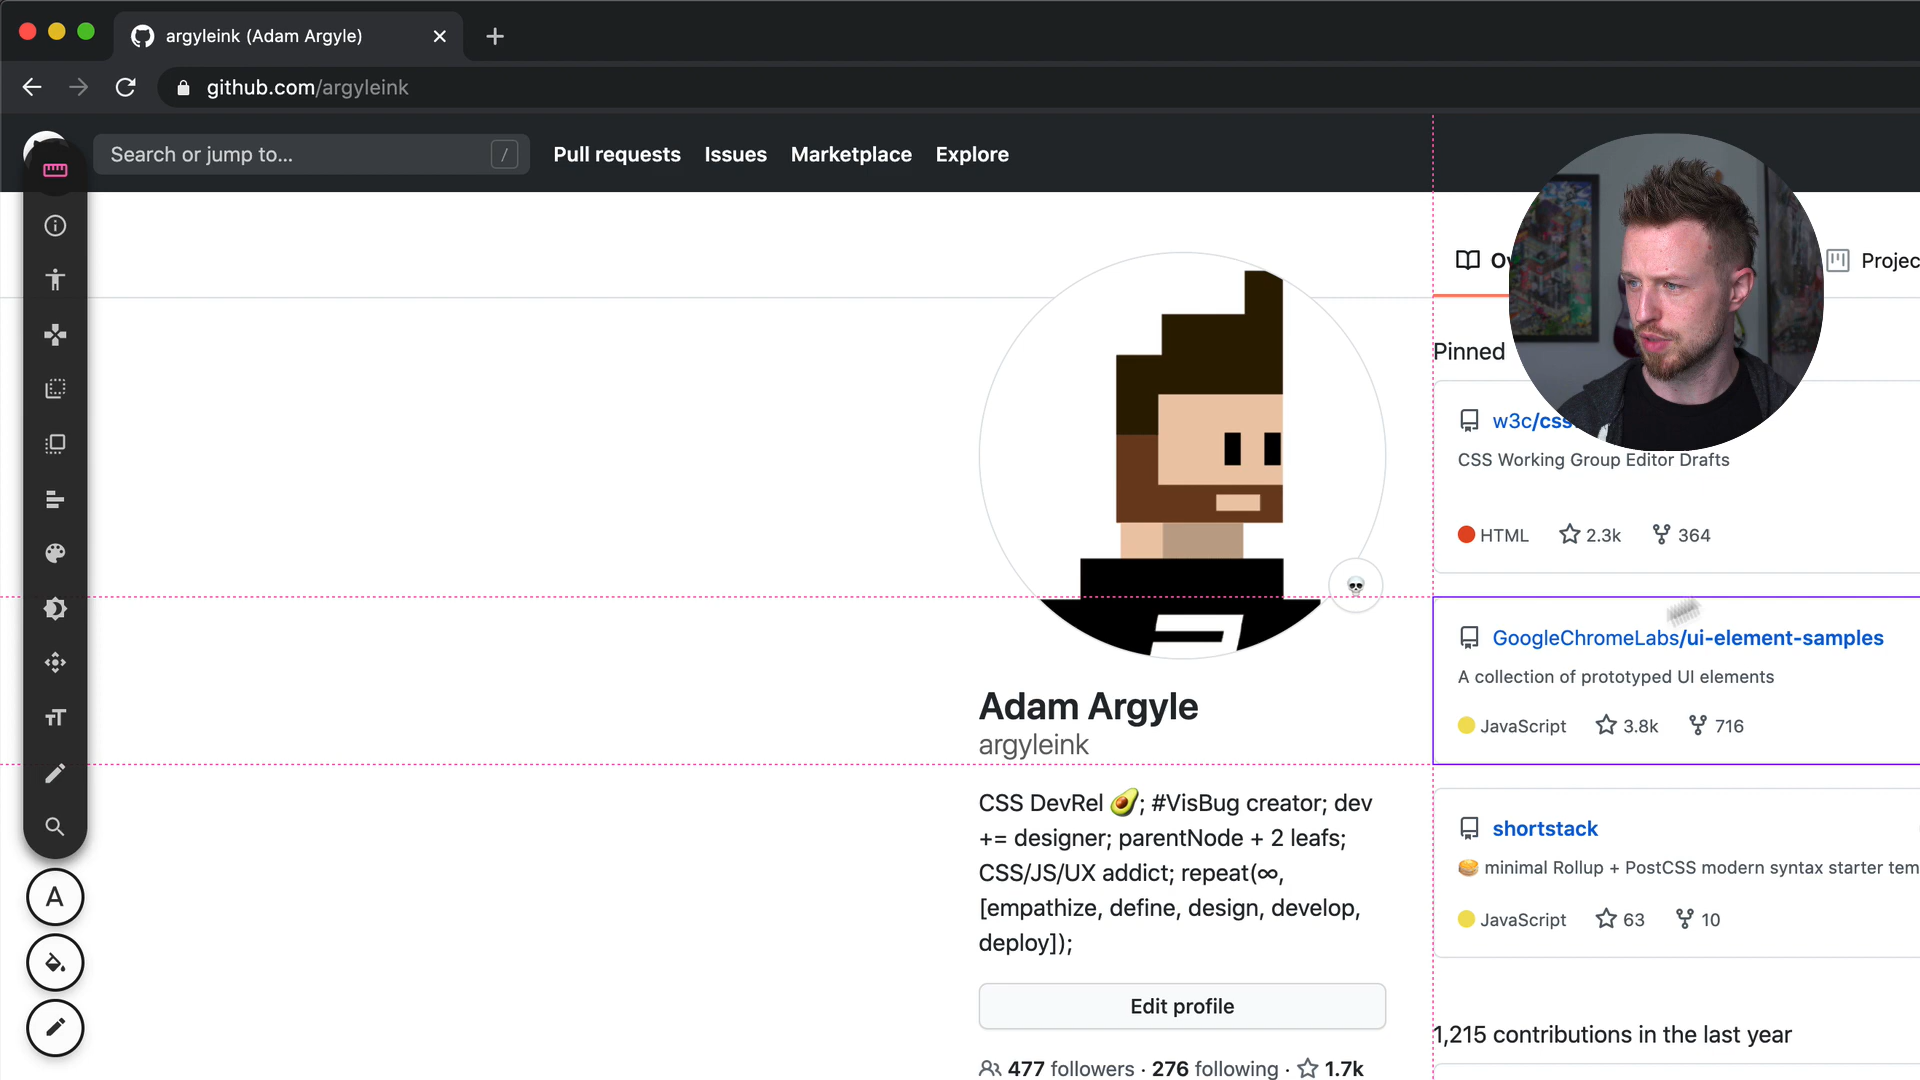 argyleink (Adam Argyle)
github.com/argyleink
Search or jump to... /
Pull requests Issues Marketplace Explore
Projec
Pinned
w3c/css
CSS Working Group Editor Drafts
HTML 2.3k 364
GoogleChromeLabs/ui-element-samples
A collection of prototyped UI elements
JavaScript 3.8k 716
shortstack
🥞 minimal Rollup + PostCSS modern syntax starter tem
JavaScript 63 10
1,215 contributions in the last year
Adam Argyle
argyleink
CSS DevRel 🥑; #VisBug creator; dev
+= designer; parentNode + 2 leafs;
CSS/JS/UX addict; repeat(∞,
[empathize, define, design, develop,
deploy]);
Edit profile
477 followers · 276 following · 1.7k
A